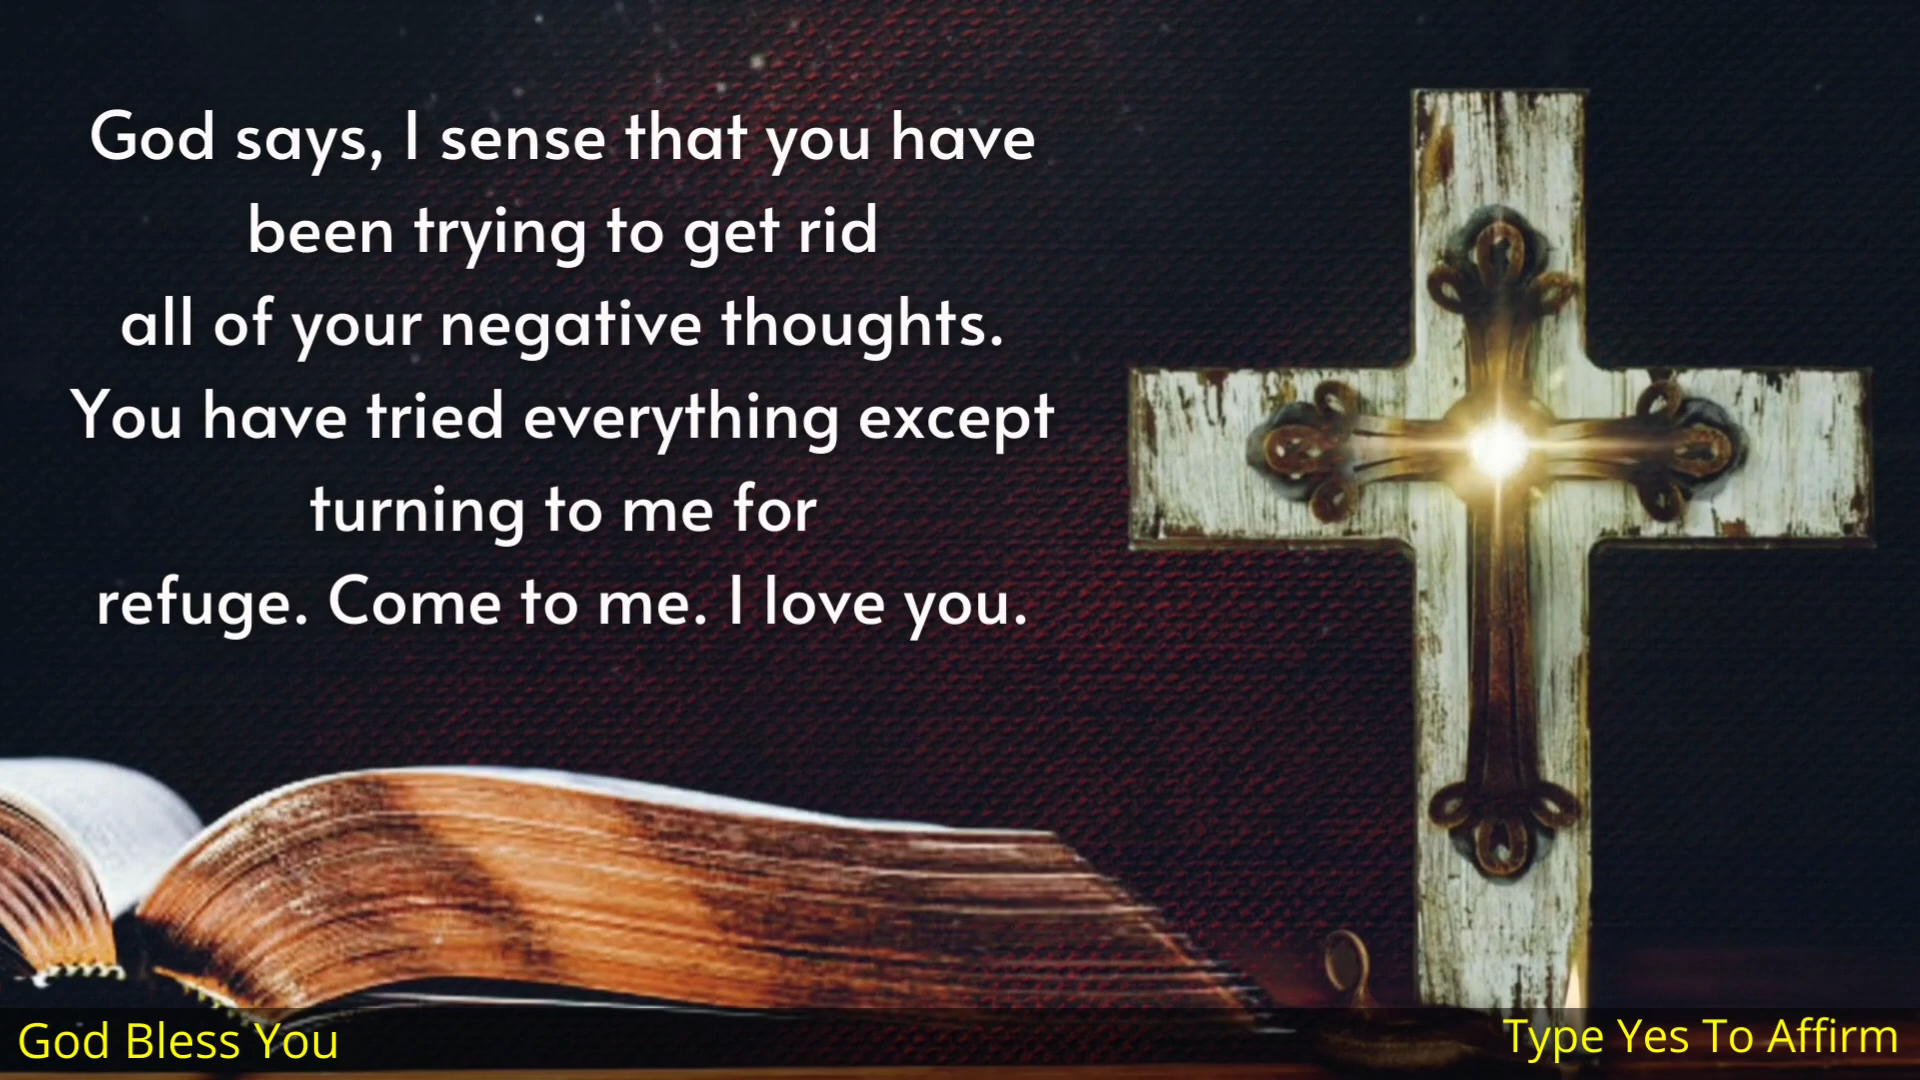 God says, I sense that you have
been trying to get rid
all of your negative thoughts.
You have tried everything except
turning to me for
refuge. Come to me. I love you.
God Bless You
Type Yes To Affirm